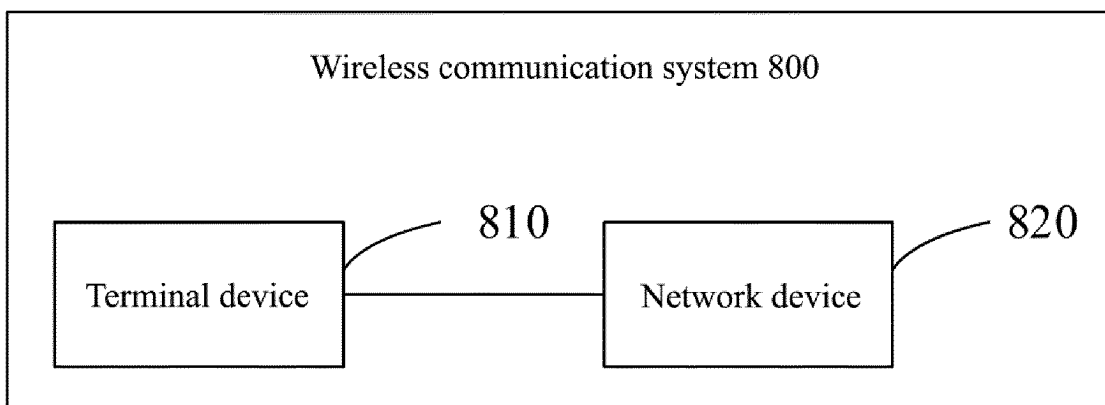 Wireless communication system 800
810
820
Terminal device
Network device